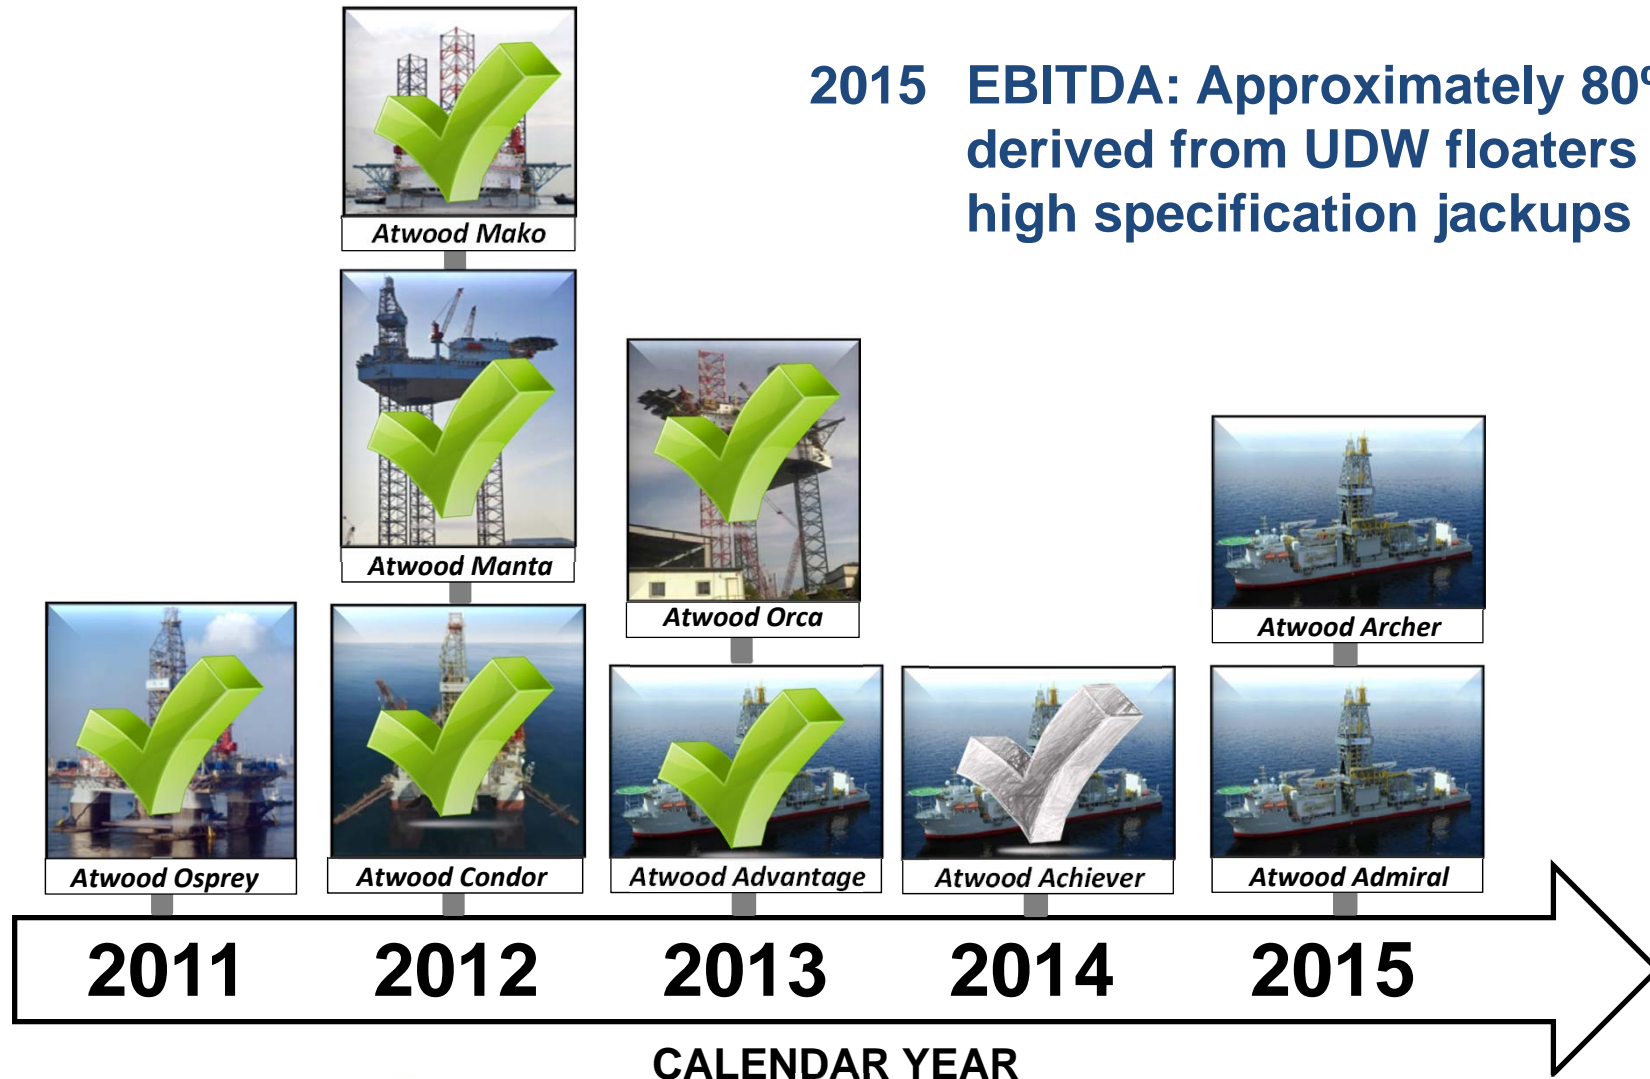 2015 EBITDA: Approximately 80
derived from UDW floaters
high specification jackups
Atwood Mako
Atwood Manta
Atwood Orca
Atwood Archer
Atwood Osprey
Atwood Condor
Atwood Advantage
Atwood Achiever
Atwood Admiral
2011 2012 2013 2014 2015
CALENDAR YEAR